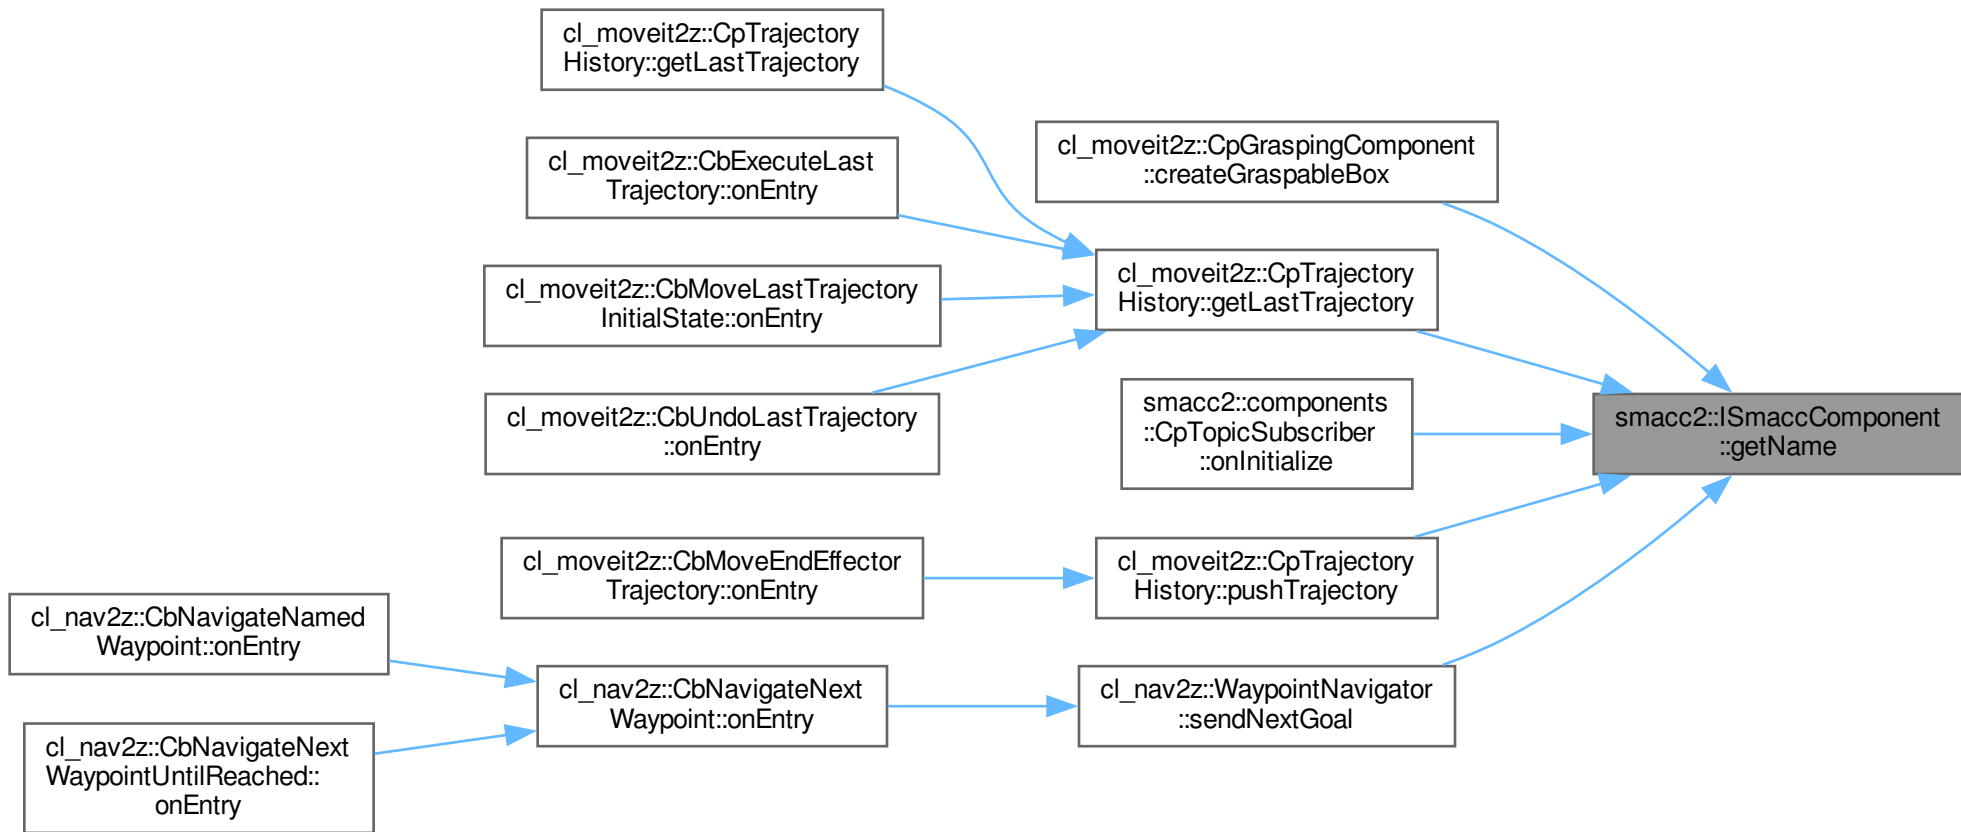 cl_moveit2z::CpTrajectory
History::getLastTrajectory
cl_moveit2z::CbExecuteLast
Trajectory::onEntry
cl_moveit2z::CbMoveLastTrajectory
InitialState::onEntry
cl_moveit2z::CbUndoLastTrajectory
::onEntry
cl_moveit2z::CbMoveEndEffector
Trajectory::onEntry
cl_nav2z::CbNavigateNamed
Waypoint::onEntry
cl_nav2z::CbNavigateNext
WaypointUntilReached::
onEntry
cl_nav2z::CbNavigateNext
Waypoint::onEntry
cl_moveit2z::CpGraspingComponent
::createGraspableBox
cl_moveit2z::CpTrajectory
History::getLastTrajectory
smacc2::components
::CpTopicSubscriber
::onInitialize
cl_moveit2z::CpTrajectory
History::pushTrajectory
cl_nav2z::WaypointNavigator
::sendNextGoal
smacc2::ISmaccComponent
::getName